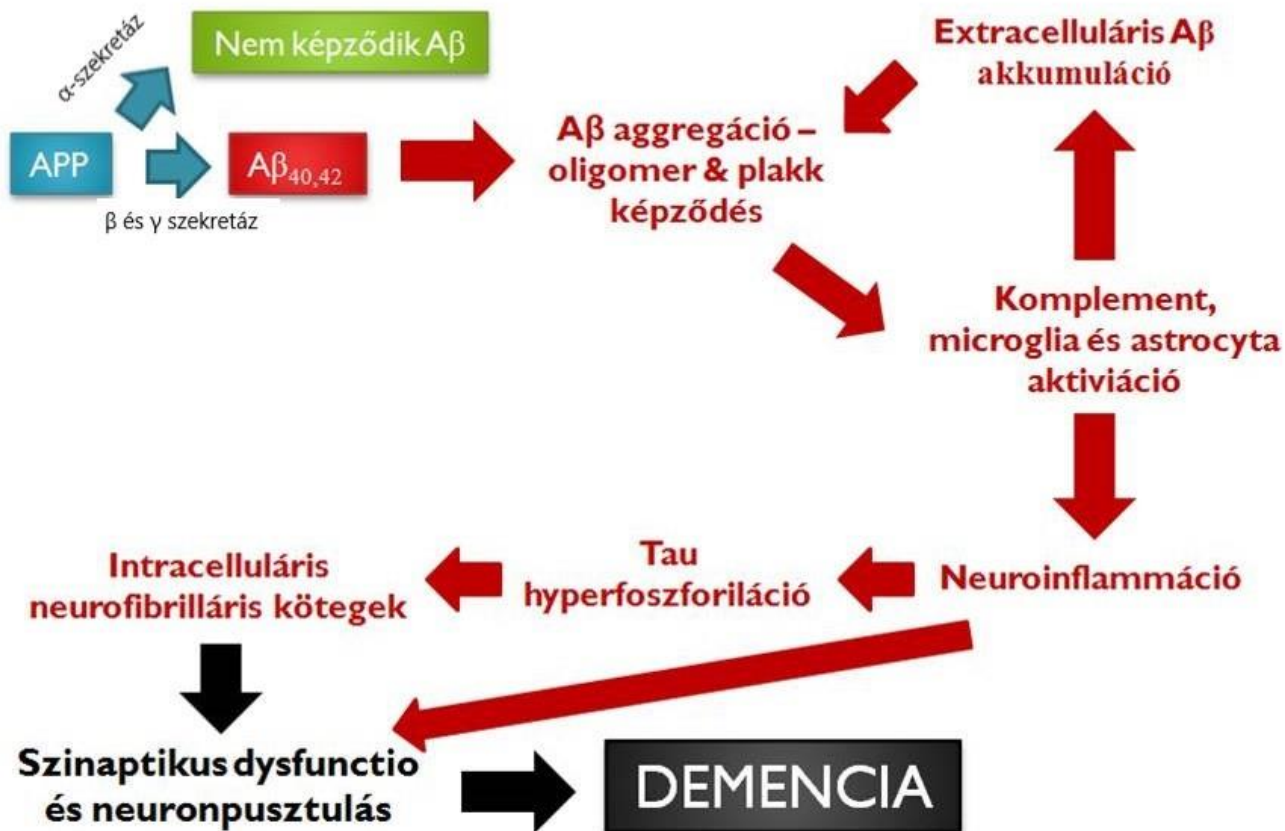 α-szekretáz
Nem képződik Aβ
APP
Aβ40,42
β és γ szekretáz
Aβ aggregáció –
oligomer & plakk
képződés
Extracelluláris Aβ
akkumuláció
Komplement,
microglia és astrocyta
aktiviáció
Neuroinflammáció
Tau
hyperfoszforiláció
Intracelluláris
neurofibrilláris kötegek
Szinaptikus dysfunctio
és neuronpusztulás
DEMENCIA